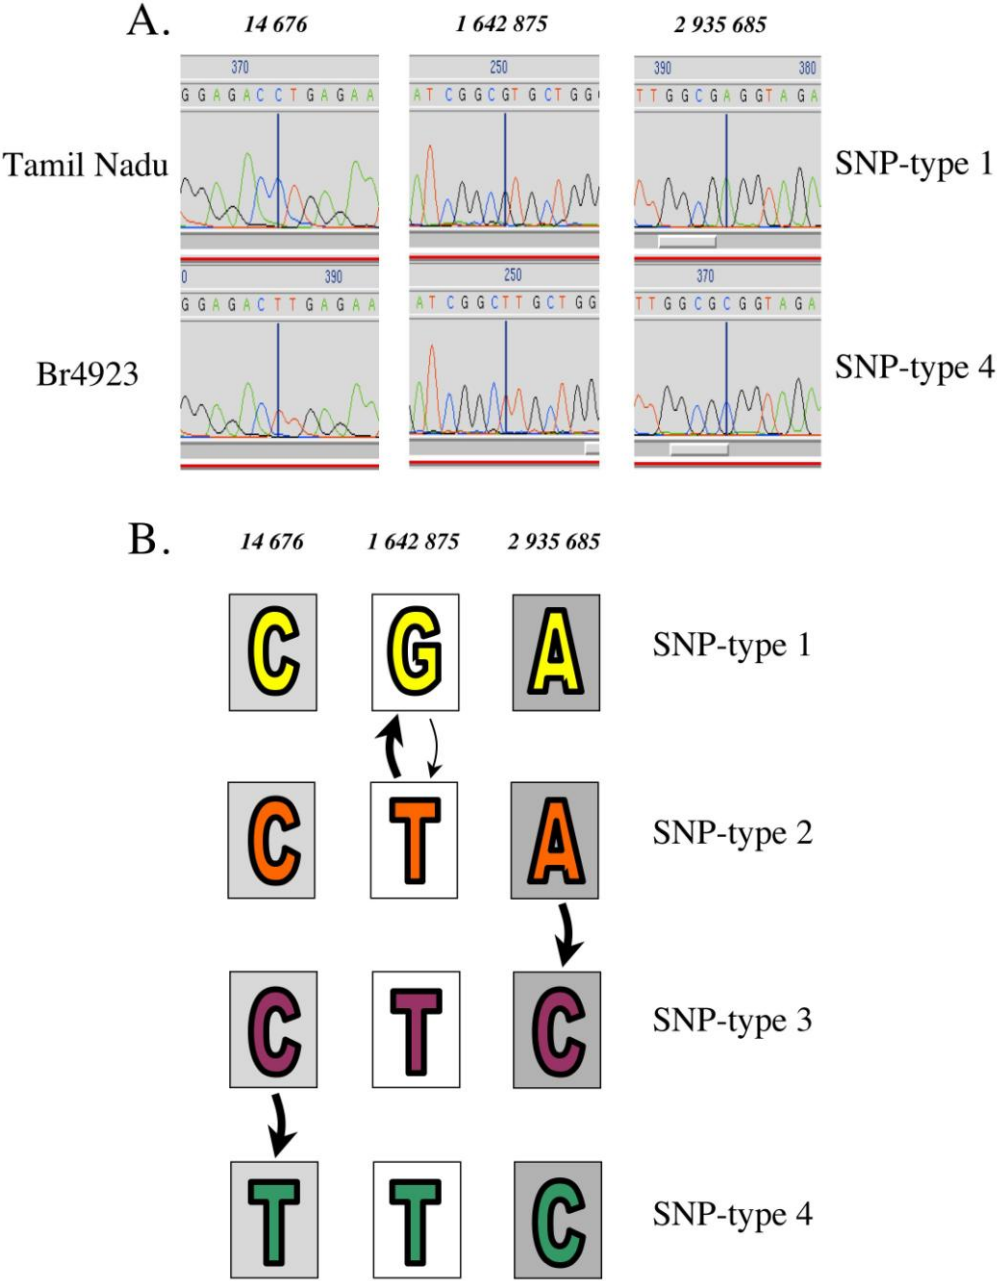 A.
14 676 1 642 875 2 935 685
370 250 390 380
G G A G A C C T G A G A A A T C G G C G T G C T G G T T G G C G A G G T A G A
Tamil Nadu SNP-type 1
0 390 250 370
G G A G A C T T G A G A A A T C G G C T T G C T G G T T G G C G C G G T A G A
Br4923 SNP-type 4
B.
14 676 1 642 875 2 935 685
C G A SNP-type 1
C T A SNP-type 2
C T C SNP-type 3
T T C SNP-type 4